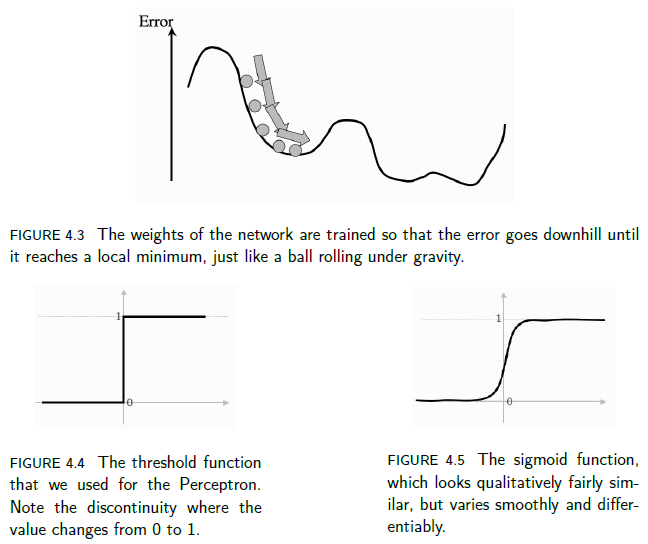 Error
FIGURE 4.3 The weights of the network are trained so that the error goes downhill until
it reaches a local minimum, just like a ball rolling under gravity.
1
0
FIGURE 4.4 The threshold function
that we used for the Perceptron.
Note the discontinuity where the
value changes from 0 to 1.
1
0
FIGURE 4.5 The sigmoid function,
which looks qualitatively fairly sim-
ilar, but varies smoothly and differ-
entiably.